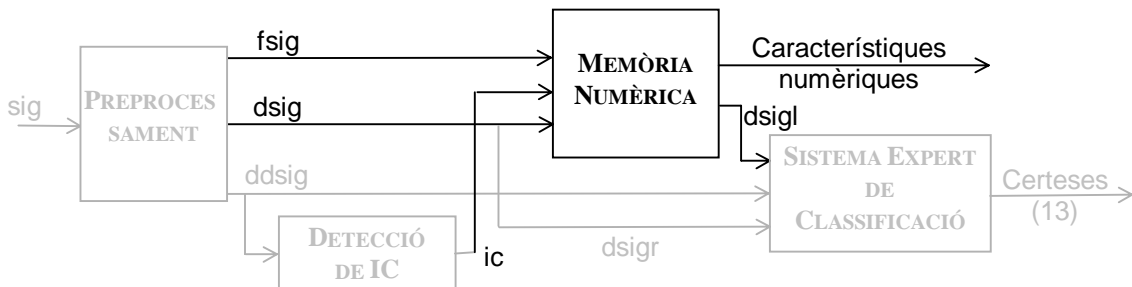 fsig
Característiques
numèriques
MEMÒRIA
NUMÈRICA
PREPROCES
SAMENT
sig
dsig
dsigl
SISTEMA EXPERT
DE
CLASSIFICACIÓ
ddsig
Certeses
(13)
DETECCIÓ
DE IC
ic
dsigr